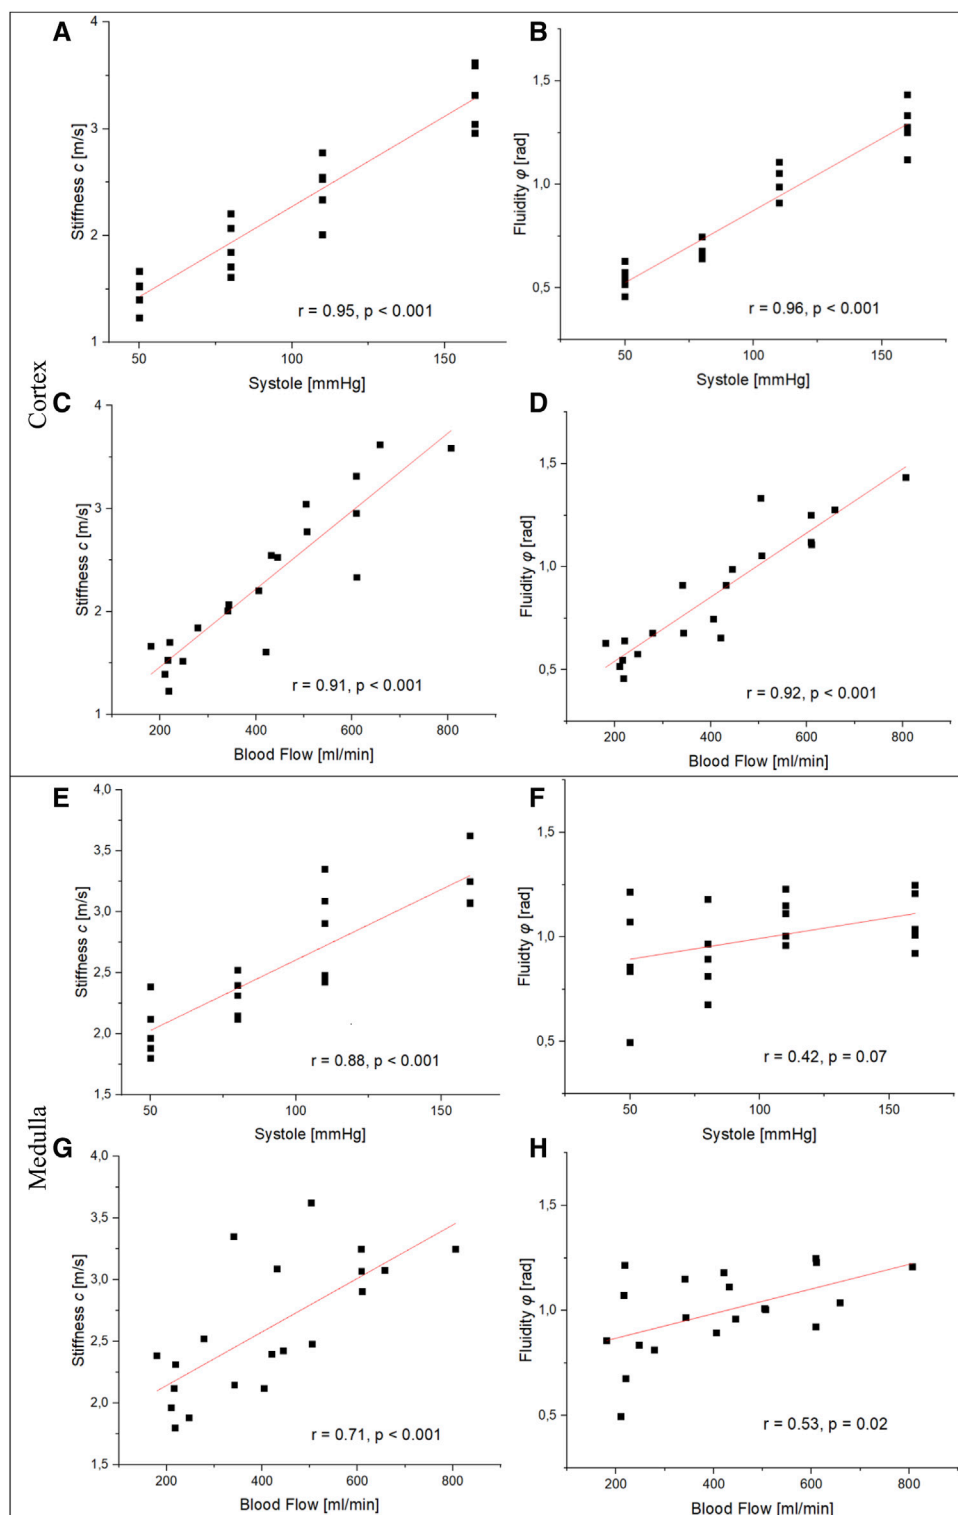 A
4
3
2
1
Stiffness c [m/s]
r = 0.95, p < 0.001
50
100
150
Systole [mmHg]
B
1,5
1,0
0,5
Fluidity φ [rad]
r = 0.96, p < 0.001
50
100
150
Systole [mmHg]
Cortex
C
4
3
2
1
Stiffness c [m/s]
r = 0.91, p < 0.001
200
400
600
800
Blood Flow [ml/min]
D
1,5
1,0
0,5
Fluidity φ [rad]
r = 0.92, p < 0.001
200
400
600
800
Blood Flow [ml/min]
E
4,0
3,5
3,0
2,5
2,0
1,5
Stiffness c [m/s]
r = 0.88, p < 0.001
50
100
150
Systole [mmHg]
F
1,5
1,0
0,5
Fluidty φ [rad]
r = 0.42, p = 0.07
50
100
150
Systole [mmHg]
Medulla
G
4,0
3,5
3,0
2,5
2,0
1,5
Stiffness c [m/s]
r = 0.71, p < 0.001
200
400
600
800
Blood Flow [ml/min]
H
1,5
1,0
0,5
Fluidity φ [rad]
r = 0.53, p = 0.02
200
400
600
800
Blood Flow [ml/min]